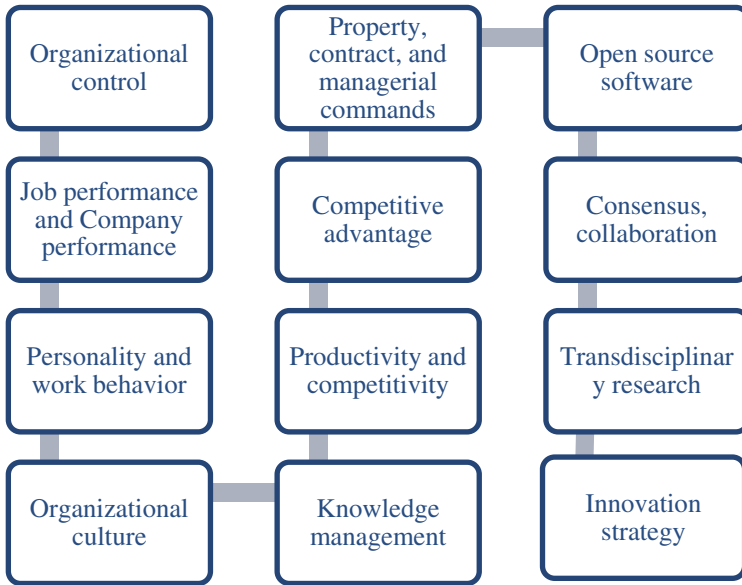 Organizational
control
Job performance
and Company
performance
Personality and
work behavior
Organizational
culture
Knowledge
management
Productivity and
competitivity
Competitive
advantage
Property,
contract, and
managerial
commands
Open source
software
Consensus,
collaboration
Transdisciplinar
y research
Innovation
strategy